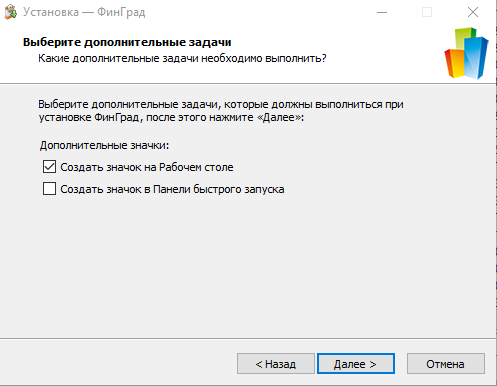 Установка — ФинГрад
Выберите дополнительные задачи
Какие дополнительные задачи необходимо выполнить?
Выберите дополнительные задачи, которые должны выполниться при
установке ФинГрад, после этого нажмите «Далее»:
Дополнительные значки:
Создать значок на Рабочем столе
Создать значок в Панели быстрого запуска
< Назад
Далее >
Отмена